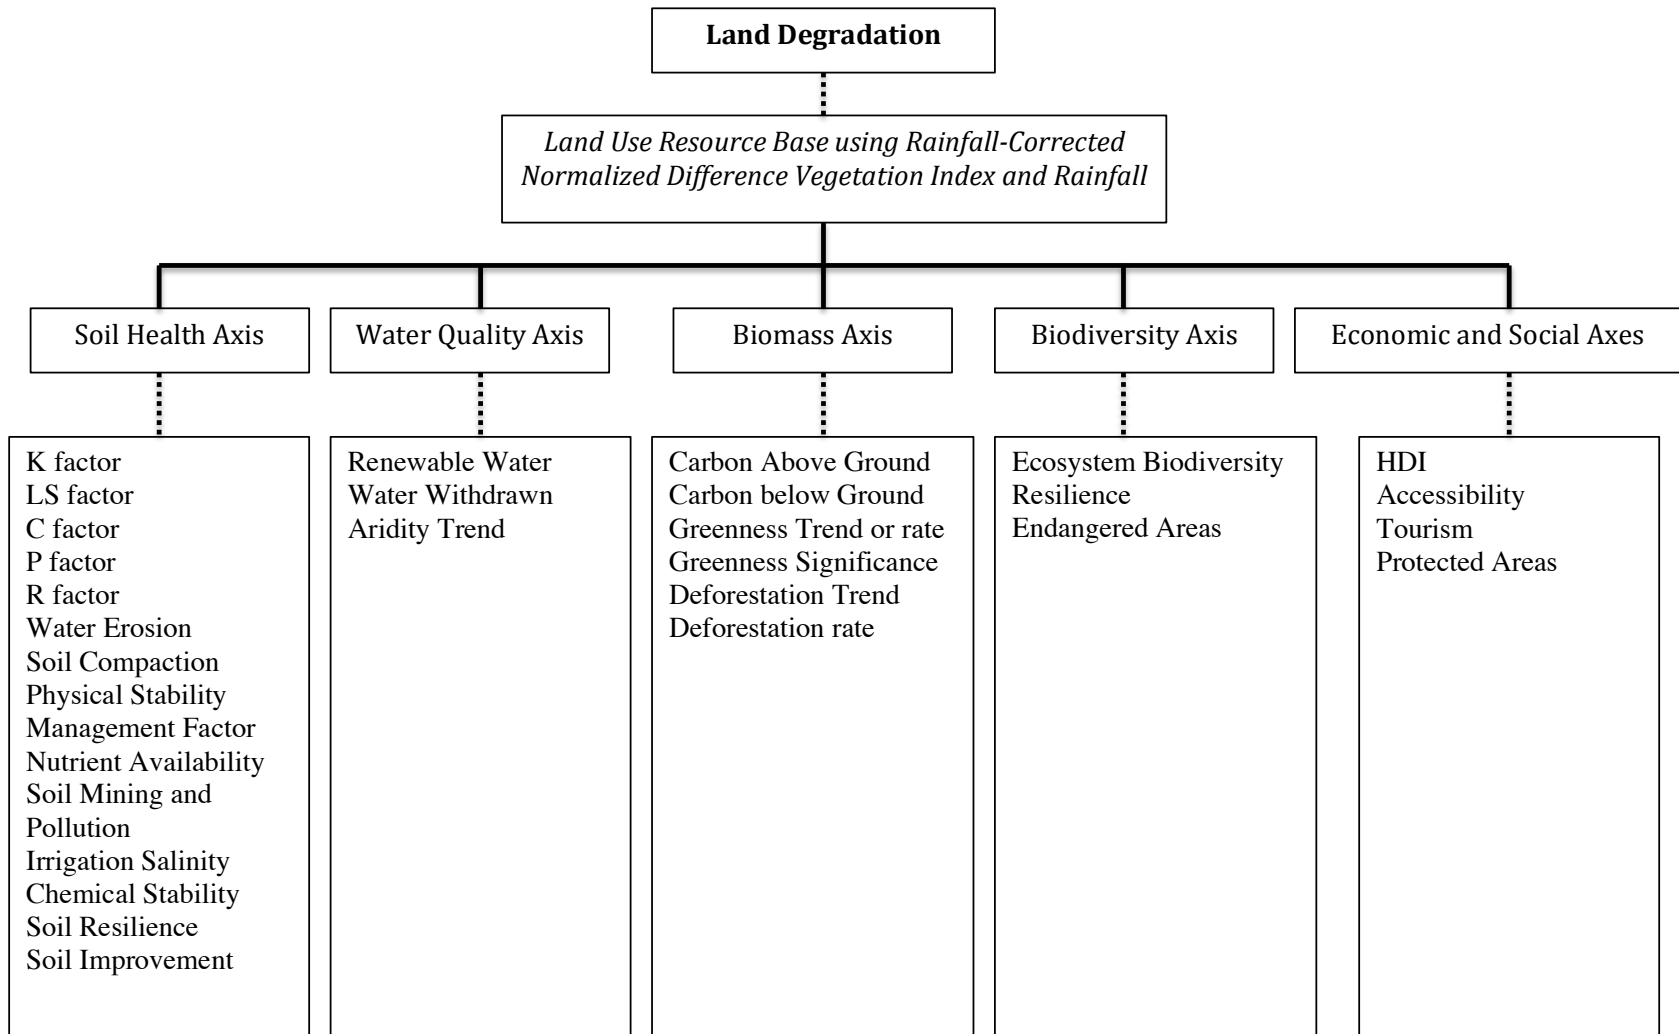 Land Degradation
Land Use Resource Base using Rainfall-Corrected
Normalized Difference Vegetation Index and Rainfall
Soil Health Axis
Water Quality Axis
Biomass Axis
Biodiversity Axis
Economic and Social Axes
K factor
LS factor
C factor
P factor
R factor
Water Erosion
Soil Compaction
Physical Stability
Management Factor
Nutrient Availability
Soil Mining and
Pollution
Irrigation Salinity
Chemical Stability
Soil Resilience
Soil Improvement
Renewable Water
Water Withdrawn
Aridity Trend
Carbon Above Ground
Carbon below Ground
Greenness Trend or rate
Greenness Significance
Deforestation Trend
Deforestation rate
Ecosystem Biodiversity
Resilience
Endangered Areas
HDI
Accessibility
Tourism
Protected Areas